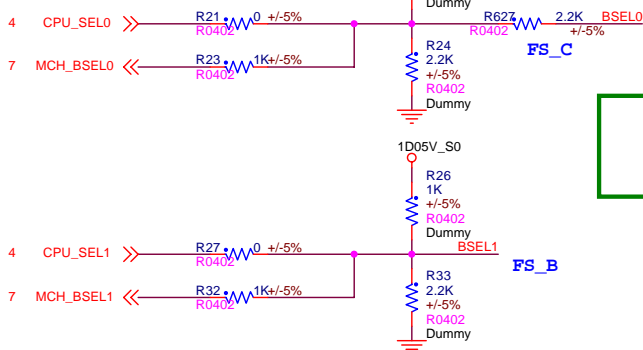 Dummy
4 CPU_SEL0 R21 0 +/-5% R0402 R627 2.2K BSEL0
R0402 +/-5%
FS_C
7 MCH_BSEL0 R23 1K+/-5% R0402
R24
2.2K
+/-5%
R0402
Dummy
1D05V_S0
R26
1K
+/-5%
R0402
Dummy
4 CPU_SEL1 R27 0 +/-5% R0402 BSEL1
FS_B
7 MCH_BSEL1 R32 1K+/-5% R0402
R33
2.2K
+/-5%
R0402
Dummy